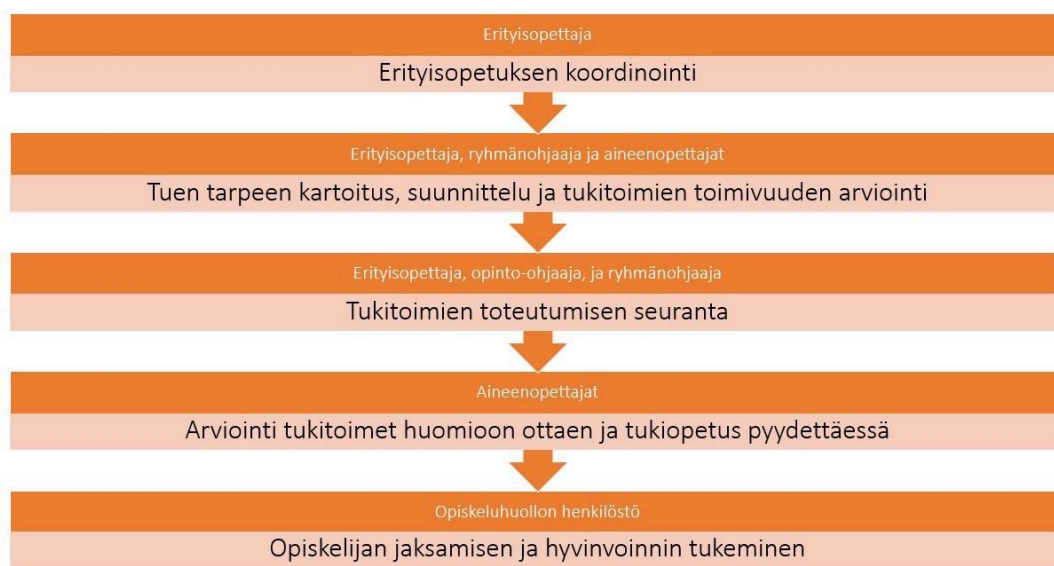 Erityisopettaja
Erityisopetuksen koordinointi
Erityisopettaja, ryhmänohjaaja ja aineenopettajat
Tuen tarpeen kartoitus, suunnittelu ja tukitoimien toimivuuden arviointi
Erityisopettaja, opinto-ohjaaja, ja ryhmänohjaaja
Tukitoimien toteutumisen seuranta
Aineenopettajat
Arviointi tukitoimet huomioon ottaen ja tukiopetus pyydettäessä
Opiskeluhuollon henkilöstö
Opiskelijan jaksamisen ja hyvinvoinnin tukeminen